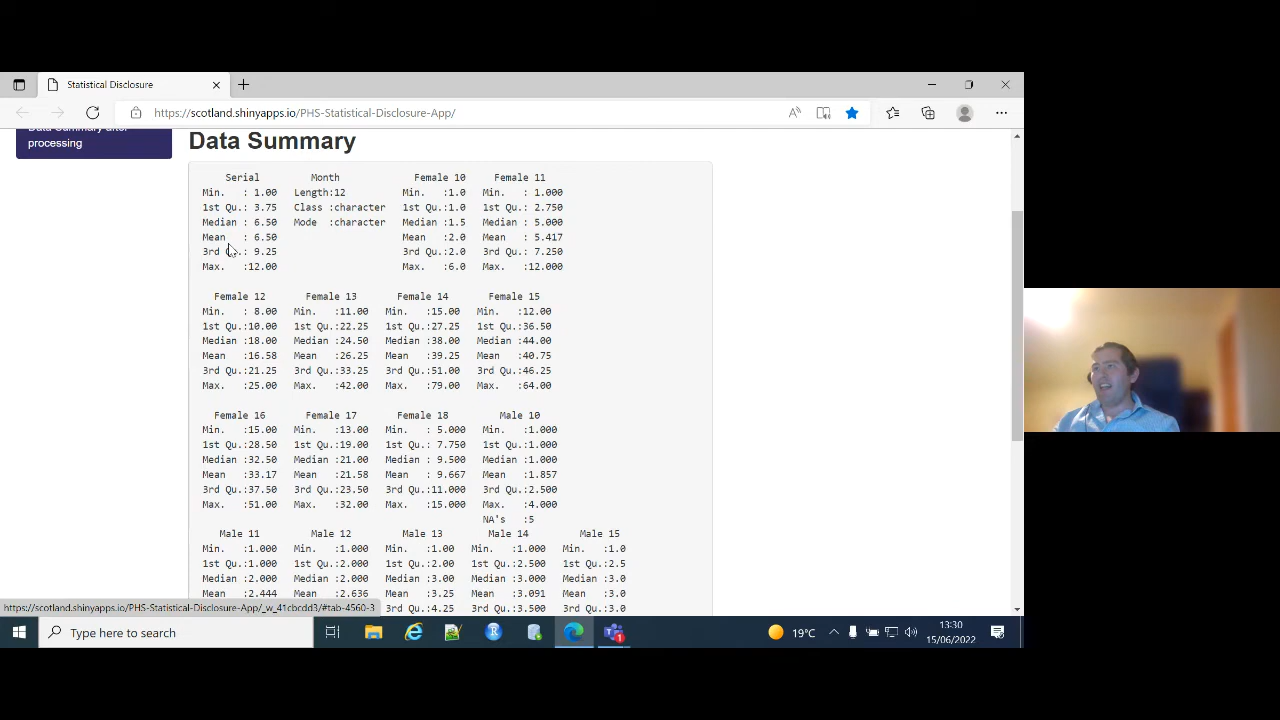 Statistical Disclosure
https://scotland.shinyapps.io/PHS-Statistical-Disclosure-App/
Data Summary after
processing
Data Summary
Serial Month Female 10 Female 11
Min. : 1.00 Length:12 Min. :1.0 Min. : 1.000
1st Qu.: 3.75 Class :character 1st Qu.:1.0 1st Qu.: 2.750
Median : 6.50 Mode :character Median :1.5 Median : 5.000
Mean : 6.50 Mean :2.0 Mean : 5.417
3rd Qu.: 9.25 3rd Qu.:2.0 3rd Qu.: 7.250
Max. :12.00 Max. :6.0 Max. :12.000
Female 12 Female 13 Female 14 Female 15
Min. : 8.00 Min. :11.00 Min. :15.00 Min. :12.00
1st Qu.:10.00 1st Qu.:22.25 1st Qu.:27.25 1st Qu.:36.50
Median :18.00 Median :24.50 Median :38.00 Median :44.00
Mean :16.58 Mean :26.25 Mean :39.25 Mean :40.75
3rd Qu.:21.25 3rd Qu.:33.25 3rd Qu.:51.00 3rd Qu.:46.25
Max. :25.00 Max. :42.00 Max. :79.00 Max. :64.00
Female 16 Female 17 Female 18 Male 10
Min. :15.00 Min. :13.00 Min. : 5.000 Min. :1.000
1st Qu.:28.50 1st Qu.:19.00 1st Qu.: 7.750 1st Qu.:1.000
Median :32.50 Median :21.00 Median : 9.500 Median :1.000
Mean :33.17 Mean :21.58 Mean : 9.667 Mean :1.857
3rd Qu.:37.50 3rd Qu.:23.50 3rd Qu.:11.000 3rd Qu.:2.500
Max. :51.00 Max. :32.00 Max. :15.000 Max. :4.000
NA's :5
Male 11 Male 12 Male 13 Male 14 Male 15
Min. :1.000 Min. :1.000 Min. :1.00 Min. :1.000 Min. :1.0
1st Qu.:1.000 1st Qu.:2.000 1st Qu.:2.00 1st Qu.:2.500 1st Qu.:2.5
Median :2.000 Median :2.000 Median :3.00 Median :3.000 Median :3.0
Mean :2.444 Mean :2.636 Mean :3.25 Mean :3.091 Mean :3.0
3rd Qu.:4.25 3rd Qu.:3.500 3rd Qu.:3.0
https://scotland.shinyapps.io/PHS-Statistical-Disclosure-App/_w_41cbcdd3/#tab-4560-3
Type here to search
19°C
13:30
15/06/2022
1